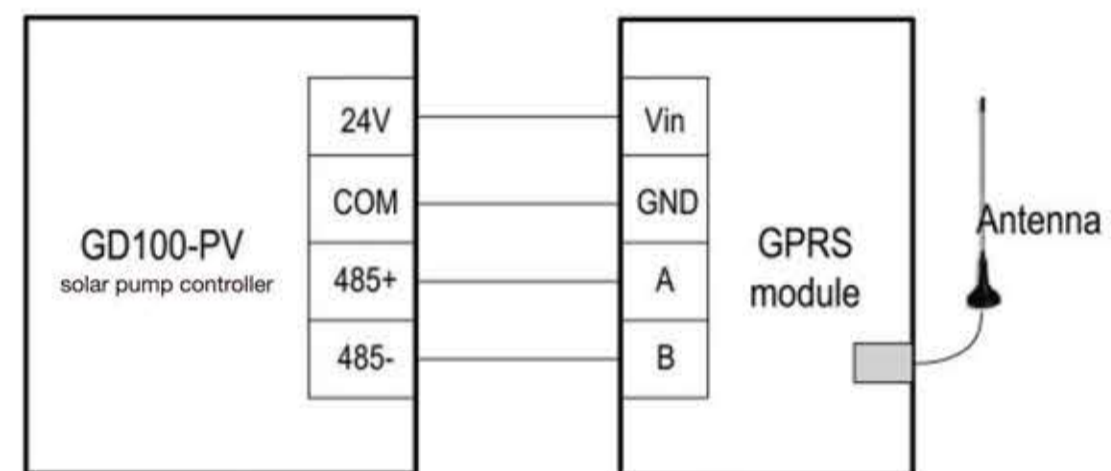 GD100-PV
solar pump controller
24V
COM
485+
485-
Vin
GND
A
B
GPRS
module
Antenna